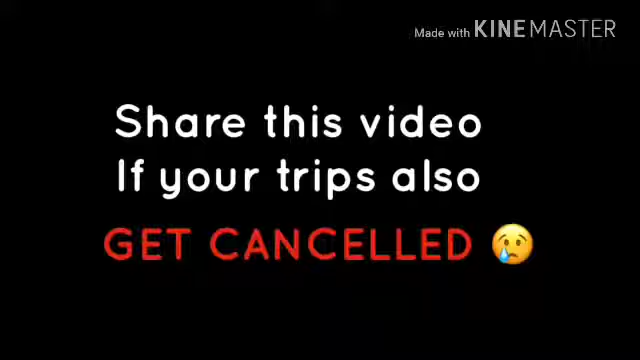 Made with KINEMASTER
Share this video
If your trips also
GET CANCELLED 😢